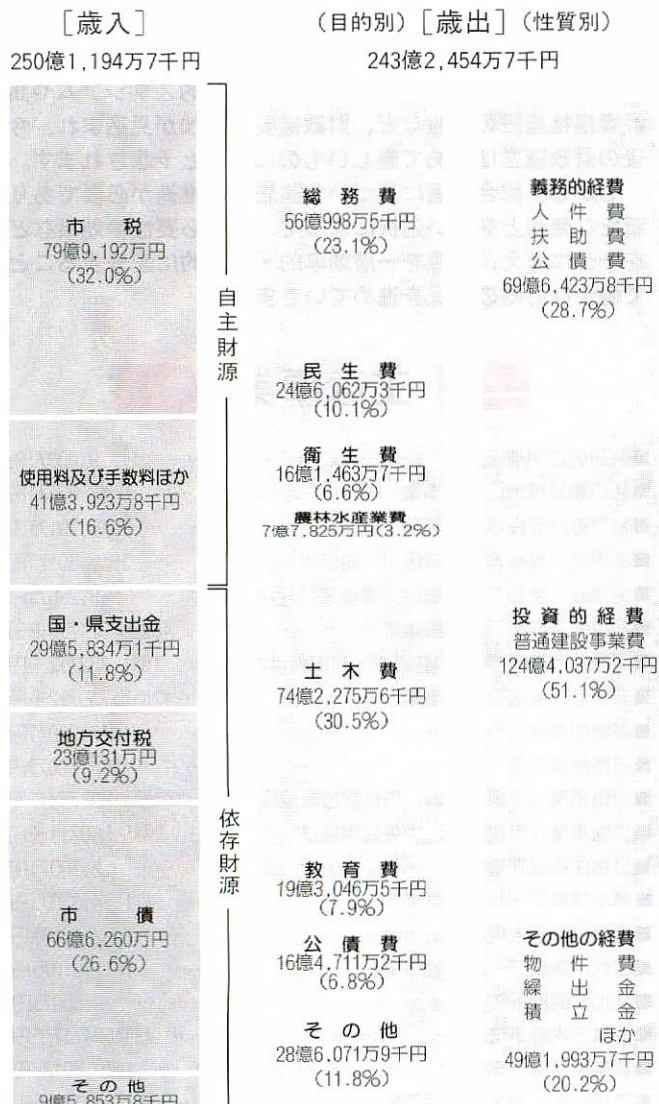 ［歳入］
250億1,194万7千円
市税
79億9,192万円
(32.0%)
使用料及び手数料ほか
41億3,923万8千円
(16.6%)
自主財源
国・県支出金
29億5,834万1千円
(11.8%)
地方交付税
23億131万円
(9.2%)
市債
66億6,260万円
(26.6%)
その他
9億5,853万8千円
依存財源
（目的別）［歳出］（性質別）
243億2,454万7千円
総務費
56億998万5千円
(23.1%)
民生費
24億6,062万3千円
(10.1%)
衛生費
16億1,463万7千円
(6.6%)
農林水産業費
7億7,825万円(3.2%)
土木費
74億2,275万6千円
(30.5%)
教育費
19億3,046万5千円
(7.9%)
公債費
16億4,711万2千円
(6.8%)
その他
28億6,071万9千円
(11.8%)
義務的経費
人件費
扶助費
公債費
69億6,423万8千円
(28.7%)
投資的経費
普通建設事業費
124億4,037万2千円
(51.1%)
その他の経費
物件費
繰出金
積立金
ほか
49億1,993万7千円
(20.2%)